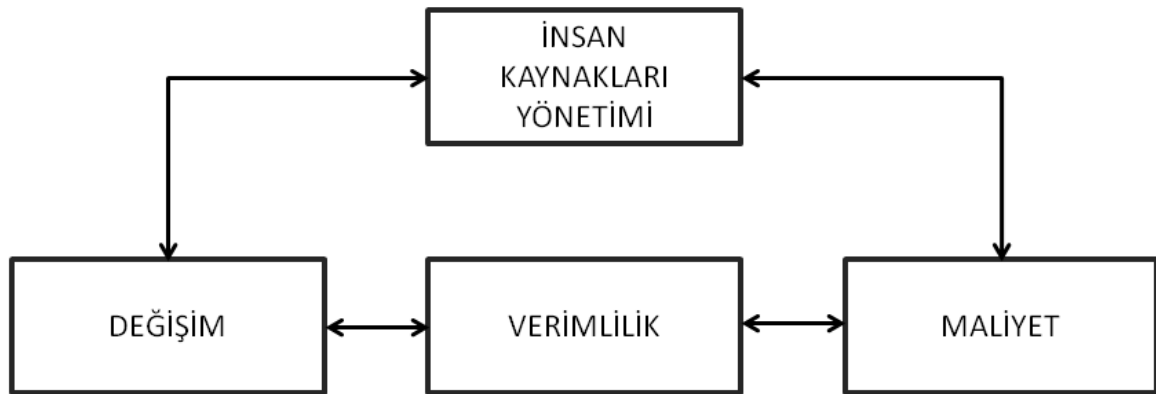 İNSAN
KAYNAKLARI
YÖNETİMİ
DEĞİŞİM
VERİMLİLİK
MALİYET